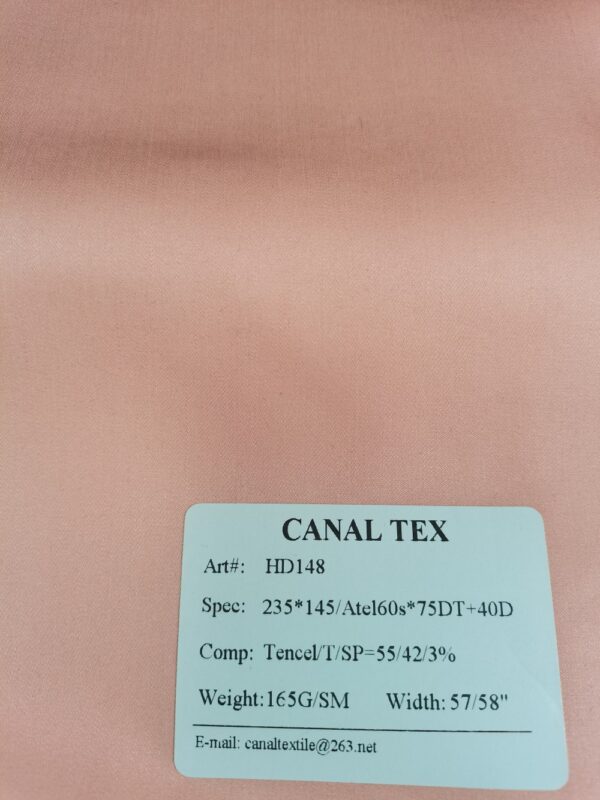 CANAL TEX
Art#: HD148
Spec: 235*145/Atel60s*75DT+40D
Comp: Tencel/T/SP=55/42/3%
Weight:165G/SM Width: 57/58"
E-mail: canaltextile@263.net